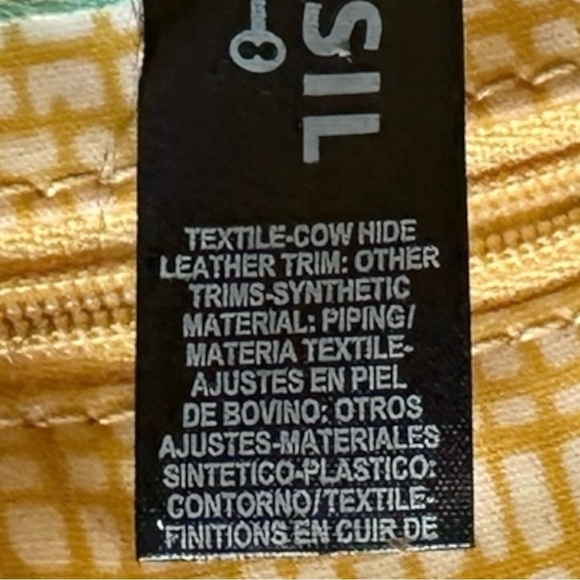 SIL
TEXTILE-COW HIDE
LEATHER TRIM: OTHER
TRIMS-SYNTHETIC
MATERIAL: PIPING/
MATERIA TEXTILE-
AJUSTES EN PIEL
DE BOVINO: OTROS
AJUSTES-MATERIALES
SINTETICO-PLASTICO:
CONTORNO/TEXTILE-
FINITIONS EN CUIR DE